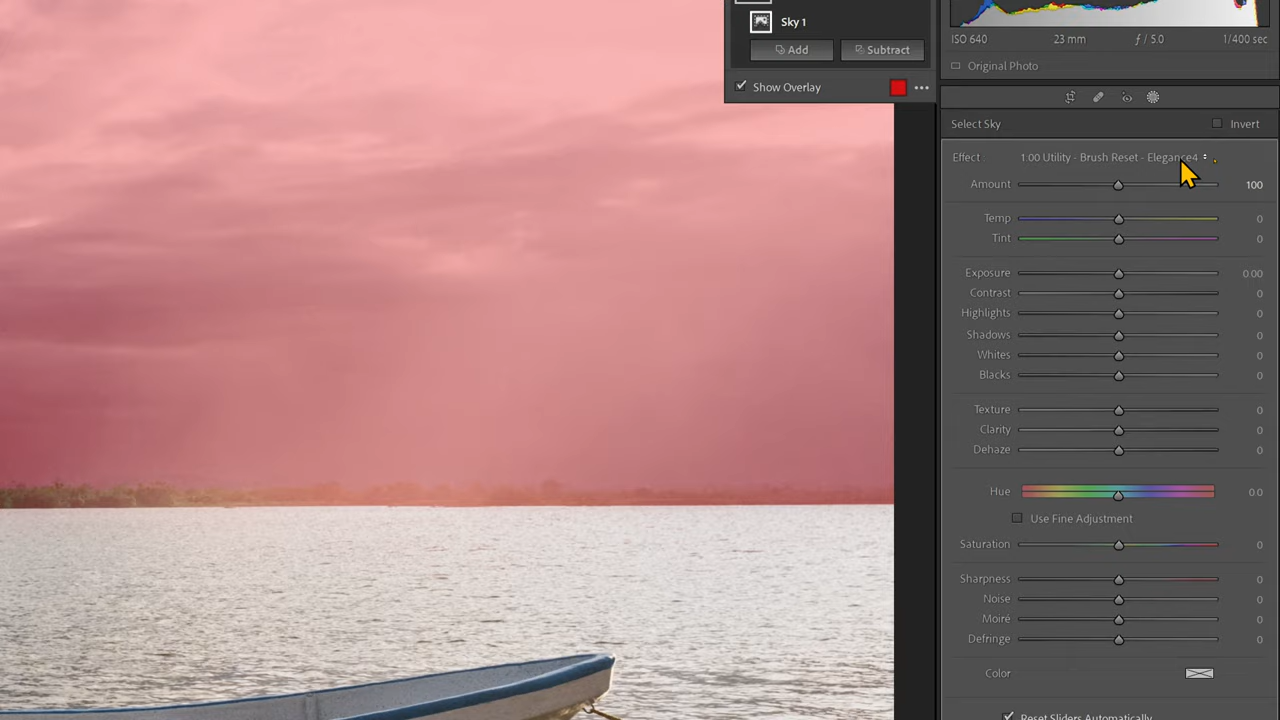 Sky 1
Add Subtract
Show Overlay
ISO 640 23 mm ƒ / 5.0 1/400 sec
Original Photo
Select Sky Invert
Effect 1.00 Utility - Brush Reset - Elegance4
Amount 100
Temp 0
Tint 0
Exposure 0.00
Contrast 0
Highlights 0
Shadows 0
Whites 0
Blacks 0
Texture 0
Clarity 0
Dehaze 0
Hue 0.0
Use Fine Adjustment
Saturation 0
Sharpness 0
Noise 0
Moiré 0
Defringe 0
Color
Reset Sliders Automatically